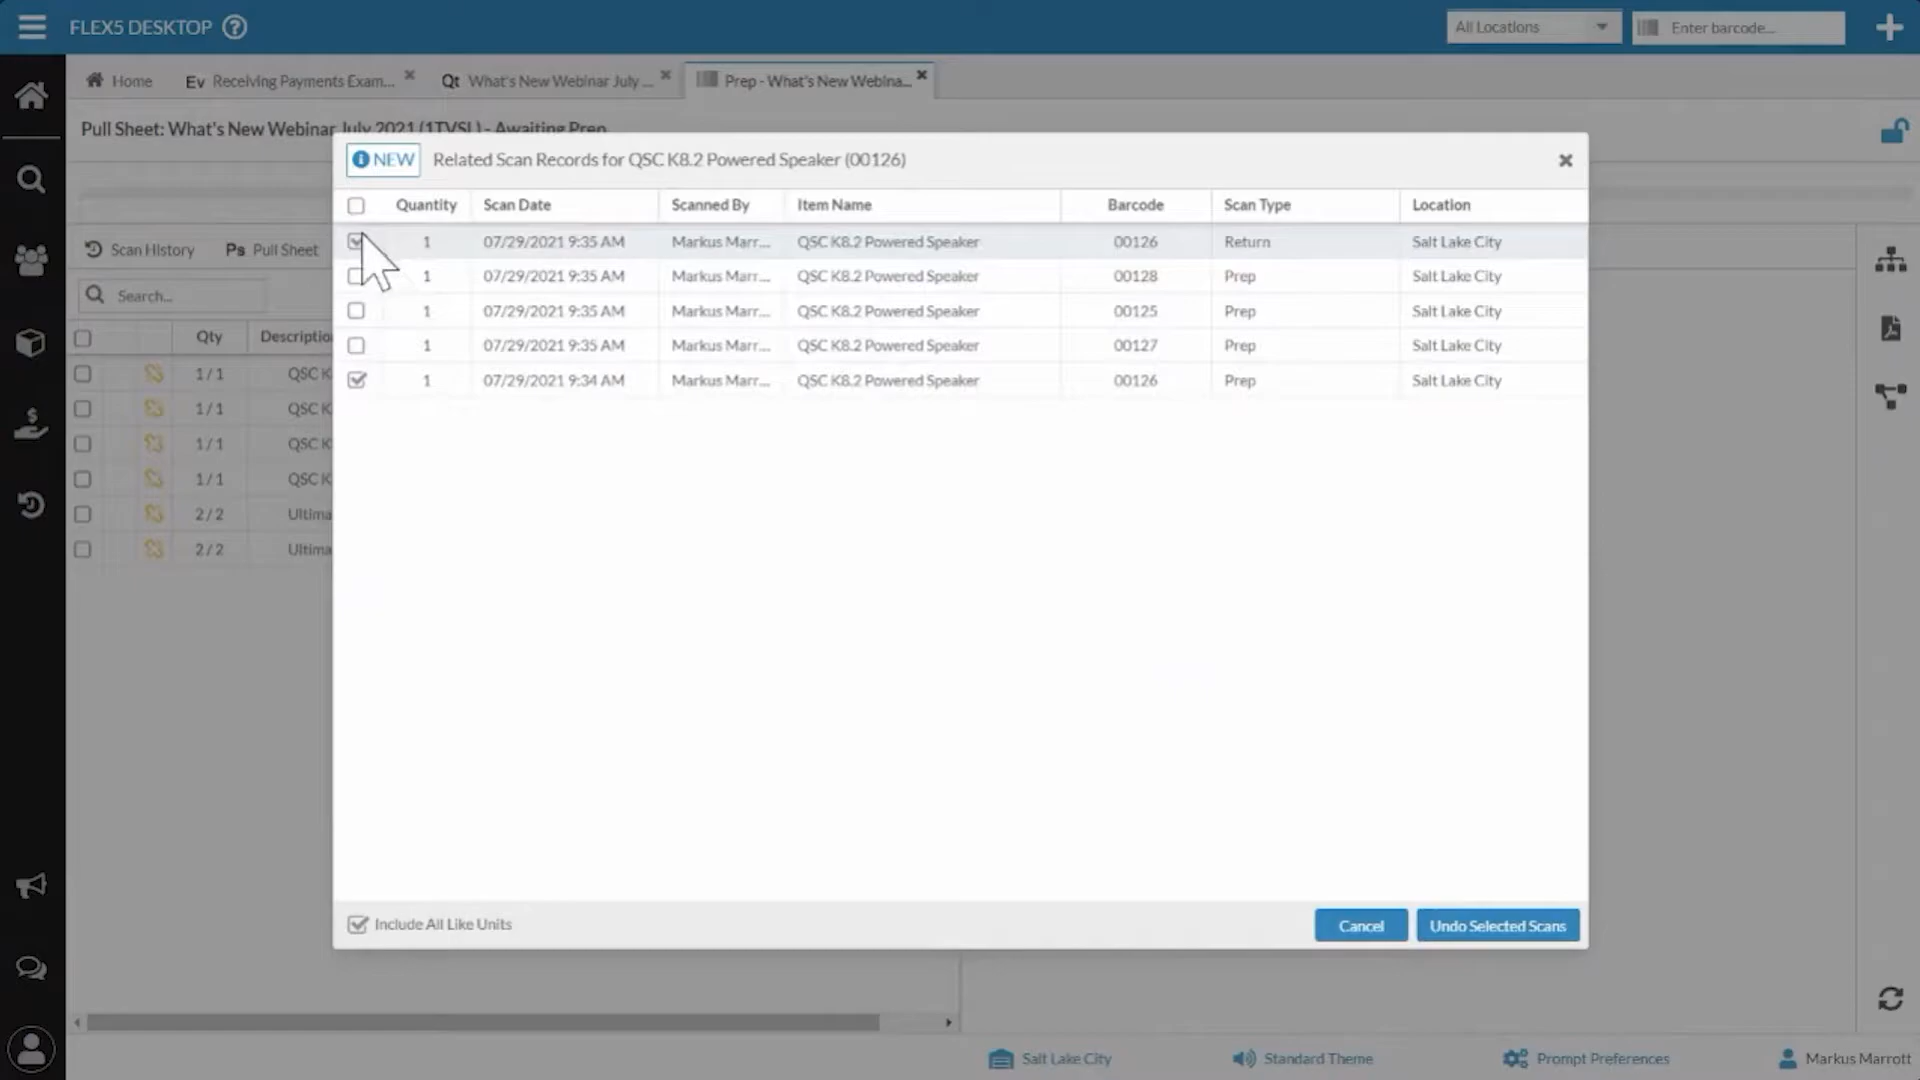 FLEX5 DESKTOP ?
All Locations
Enter barcode...
Home
Ev Receiving Payments Exam...
Qt What's New Webinar July ...
Prep - What's New Webina...
Pull Sheet: What's New Webinar July 2021 (1TVSL) - Awaiting Prep
NEW Related Scan Records for QSC K8.2 Powered Speaker (00126)
Quantity Scan Date Scanned By Item Name Barcode Scan Type Location
1 07/29/2021 9:35 AM Markus Marr... QSC K8.2 Powered Speaker 00126 Return Salt Lake City
1 07/29/2021 9:35 AM Markus Marr... QSC K8.2 Powered Speaker 00128 Prep Salt Lake City
1 07/29/2021 9:35 AM Markus Marr... QSC K8.2 Powered Speaker 00125 Prep Salt Lake City
1 07/29/2021 9:35 AM Markus Marr... QSC K8.2 Powered Speaker 00127 Prep Salt Lake City
1 07/29/2021 9:34 AM Markus Marr... QSC K8.2 Powered Speaker 00126 Prep Salt Lake City
Scan History Ps Pull Sheet
Search...
Qty Descriptio
1 / 1 QSC K
1 / 1 QSC K
1 / 1 QSC K
1 / 1 QSC K
2 / 2 Ultima
2 / 2 Ultima
Include All Like Units
Cancel
Undo Selected Scans
Salt Lake City
Standard Theme
Prompt Preferences
Markus Marrott